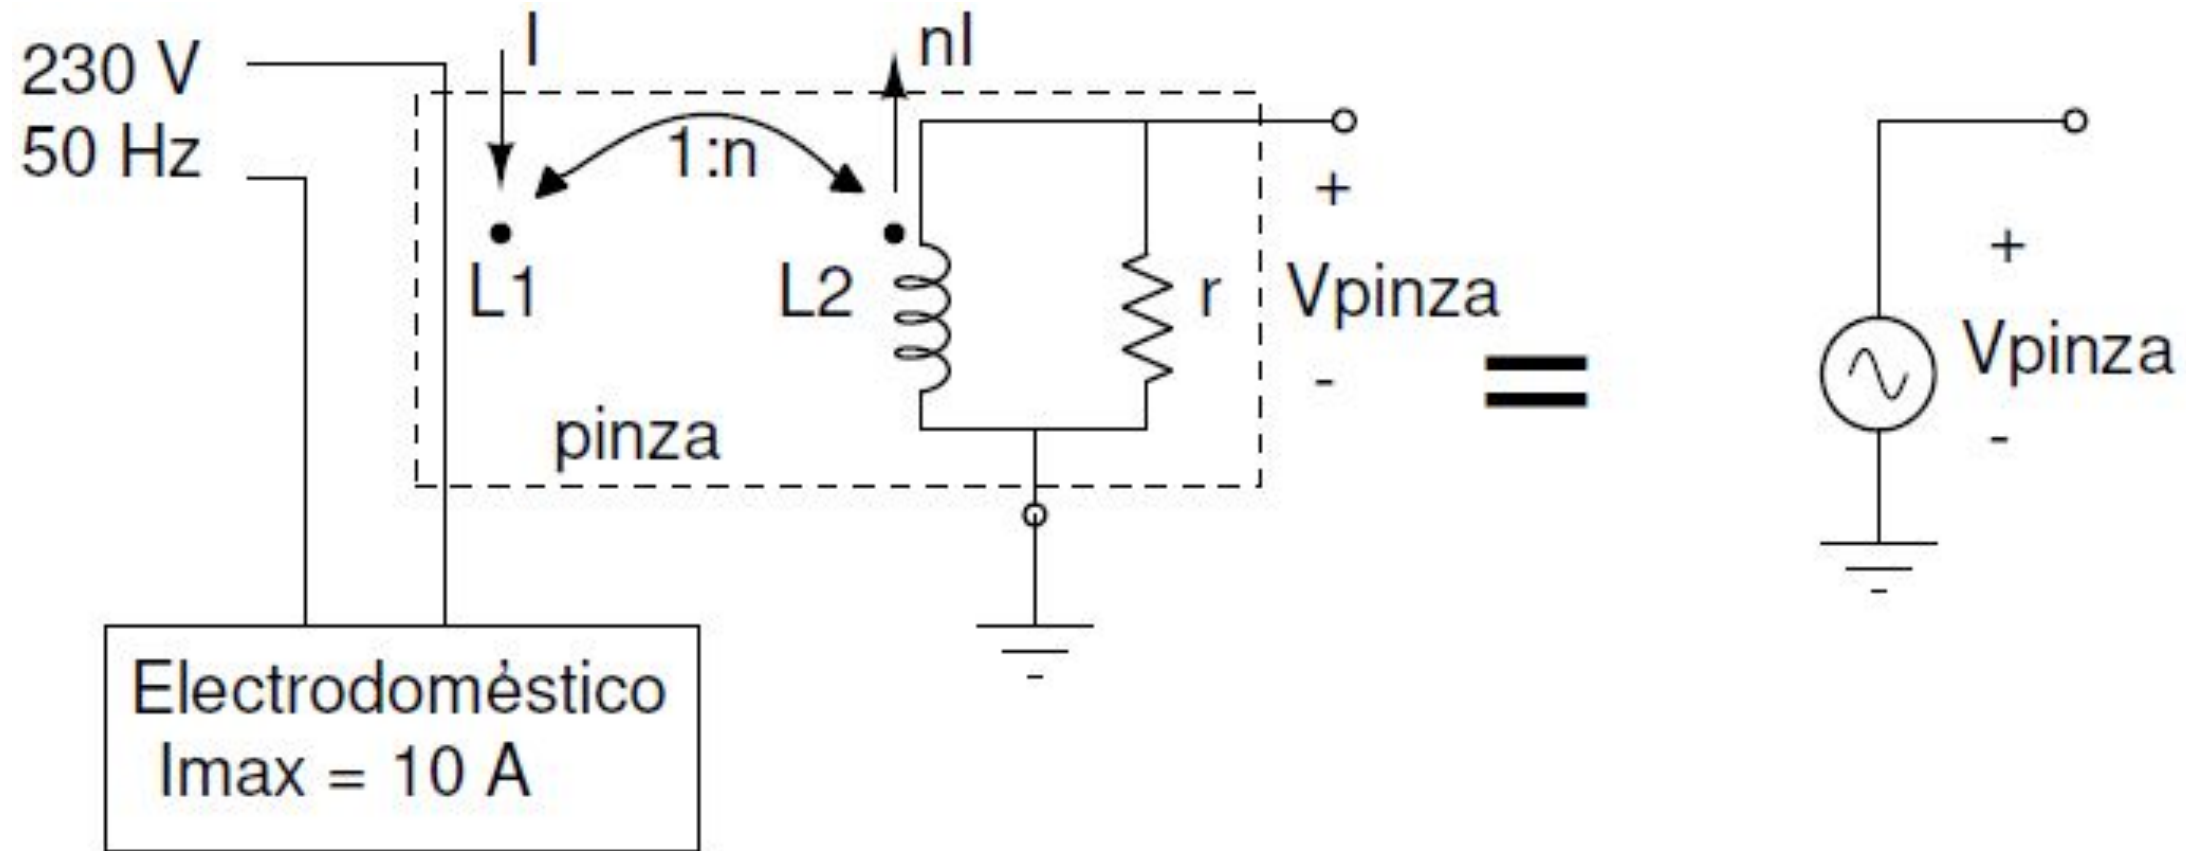 230 V
50 Hz
I
nI
1:n
L1
L2
r
+
Vpinza
-
pinza
=
+
Vpinza
-
Electrodoméstico
Imax = 10 A